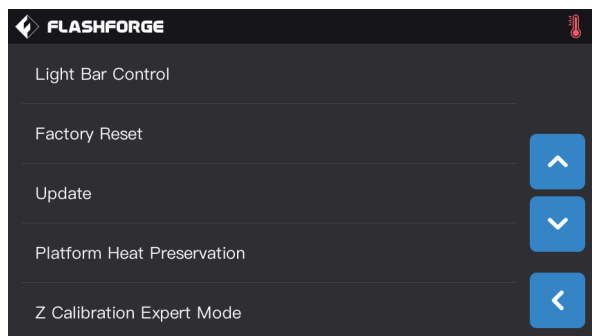 FLASHFORGE
Light Bar Control
Factory Reset
Update
Platform Heat Preservation
Z Calibration Expert Mode